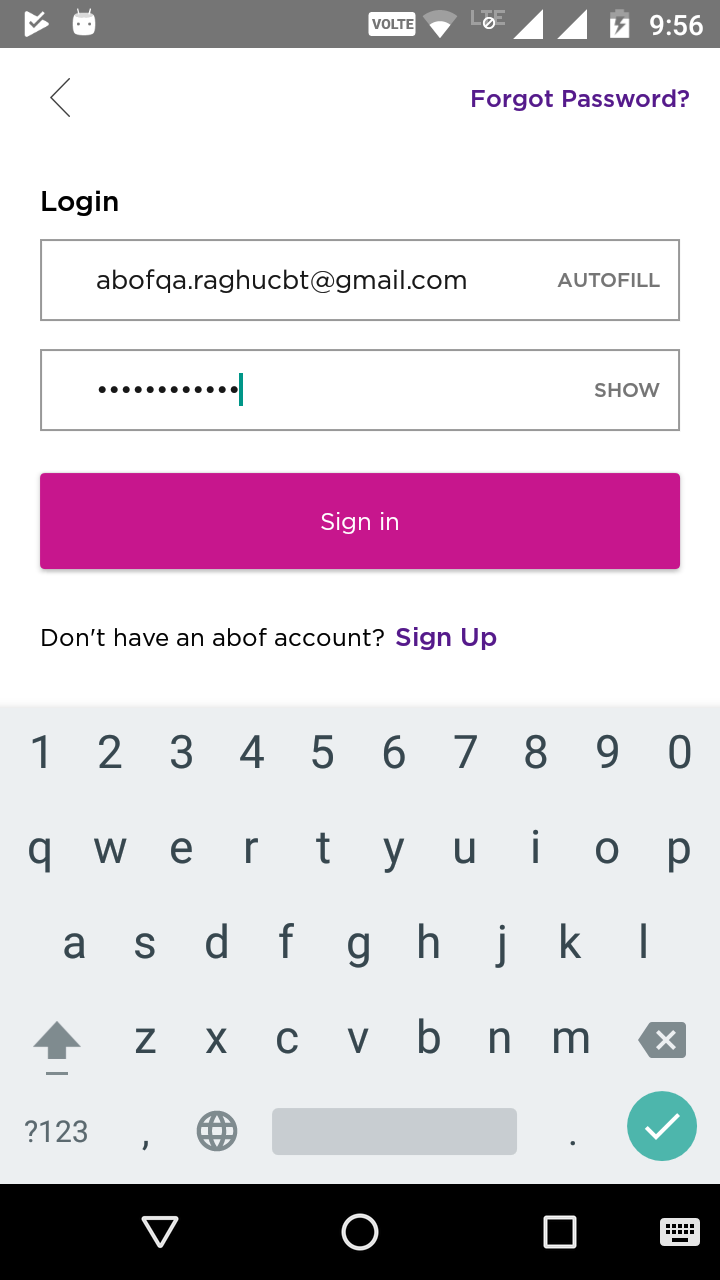 VOLTE LTE 9:56
Forgot Password?
Login
abofqa.raghucbt@gmail.com AUTOFILL
•••••••••••• SHOW
Sign in
Don't have an abof account? Sign Up
1 2 3 4 5 6 7 8 9 0
q w e r t y u i o p
a s d f g h j k l
z x c v b n m
?123 , .